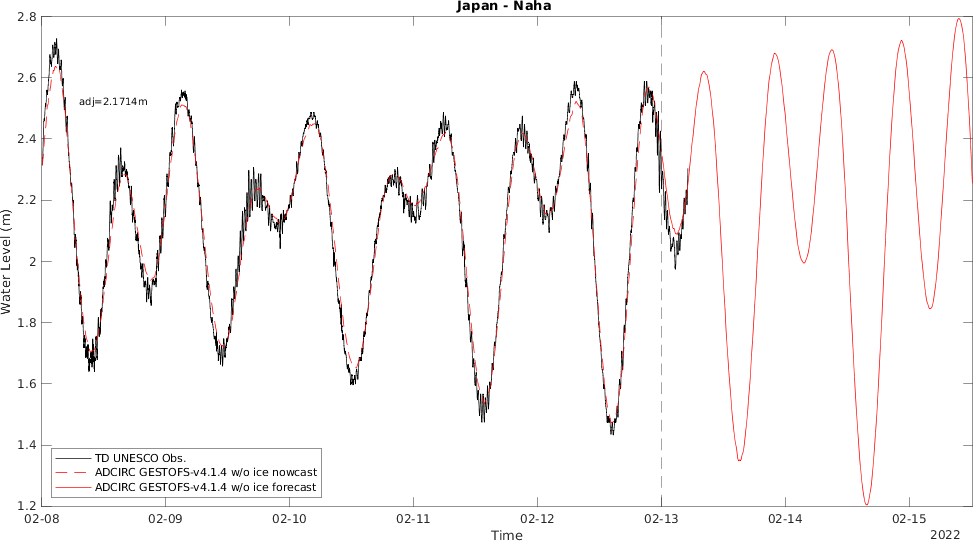 Japan - Naha
2.8
2.6
2.4
2.2
2
1.8
1.6
1.4
1.2
Water Level (m)
adj=2.1714m
TD UNESCO Obs.
ADCIRC GESTOFS-v4.1.4 w/o ice nowcast
ADCIRC GESTOFS-v4.1.4 w/o ice forecast
02-08 02-09 02-10 02-11 02-12 02-13 02-14 02-15
Time
2022